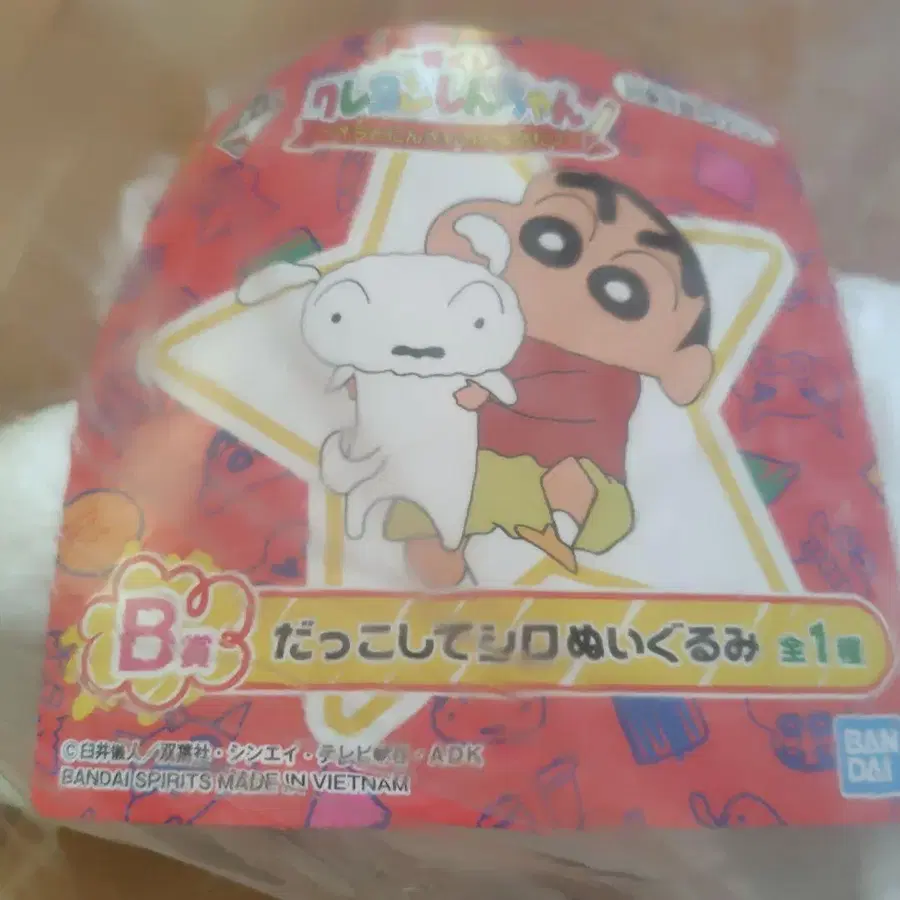 クレヨンしんちゃん
B賞
だっこしてシロ ぬいぐるみ 全1種
©臼井儀人/双葉社・シンエイ・テレビ朝日・ADK
BANDAI SPIRITS MADE IN VIETNAM
BAN
DAI